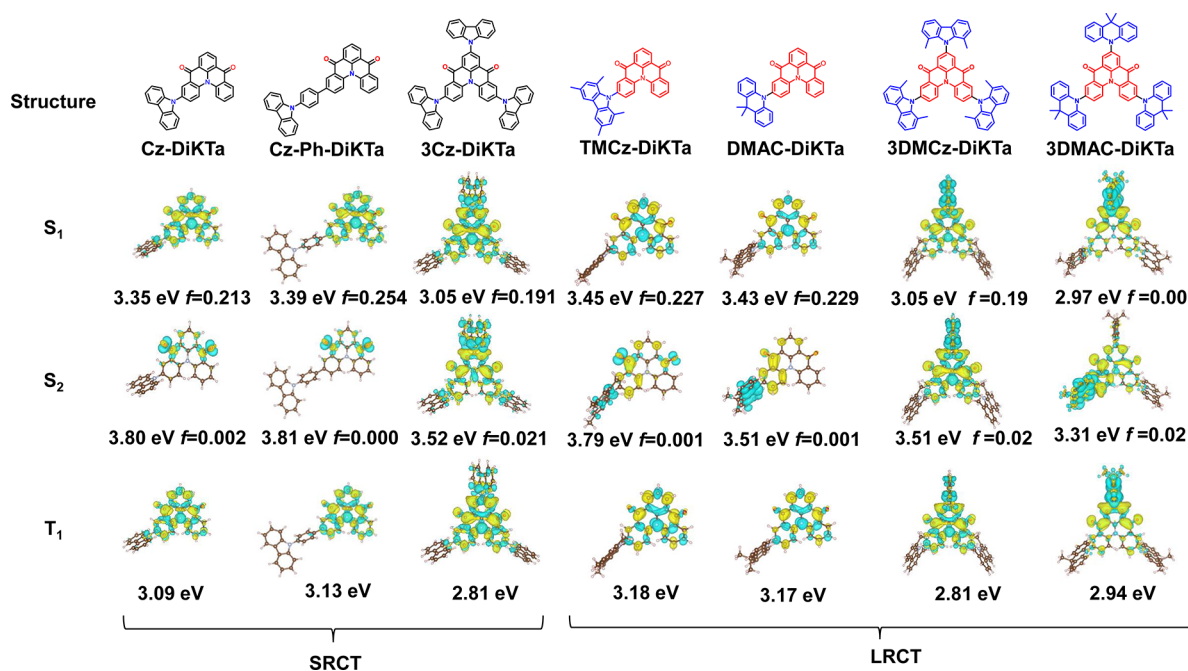 Structure
Cz-DiKTa Cz-Ph-DiKTa 3Cz-DiKTa TMCz-DiKTa DMAC-DiKTa 3DMCz-DiKTa 3DMAC-DiKTa
S1
3.35 eV f=0.213 3.39 eV f=0.254 3.05 eV f=0.191 3.45 eV f=0.227 3.43 eV f=0.229 3.05 eV f=0.19 2.97 eV f=0.00
S2
3.80 eV f=0.002 3.81 eV f=0.000 3.52 eV f=0.021 3.79 eV f=0.001 3.51 eV f=0.001 3.51 eV f=0.02 3.31 eV f=0.02
T1
3.09 eV 3.13 eV 2.81 eV 3.18 eV 3.17 eV 2.81 eV 2.94 eV
SRCT LRCT